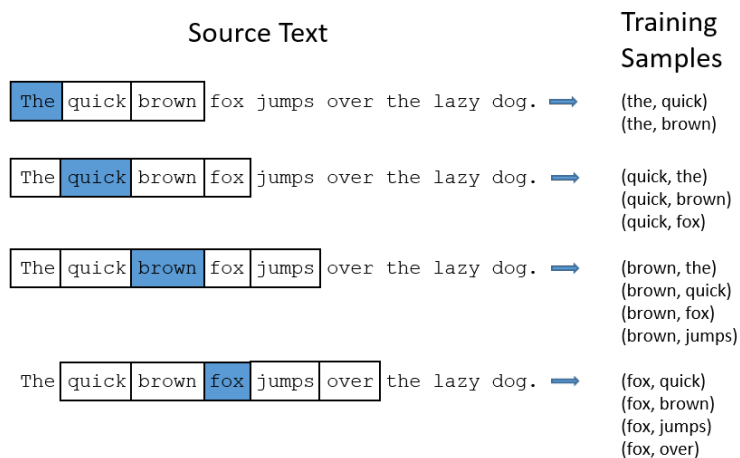 Source Text
Training
Samples
The quick brown fox jumps over the lazy dog.
(the, quick)
(the, brown)
The quick brown fox jumps over the lazy dog.
(quick, the)
(quick, brown)
(quick, fox)
The quick brown fox jumps over the lazy dog.
(brown, the)
(brown, quick)
(brown, fox)
(brown, jumps)
The quick brown fox jumps over the lazy dog.
(fox, quick)
(fox, brown)
(fox, jumps)
(fox, over)